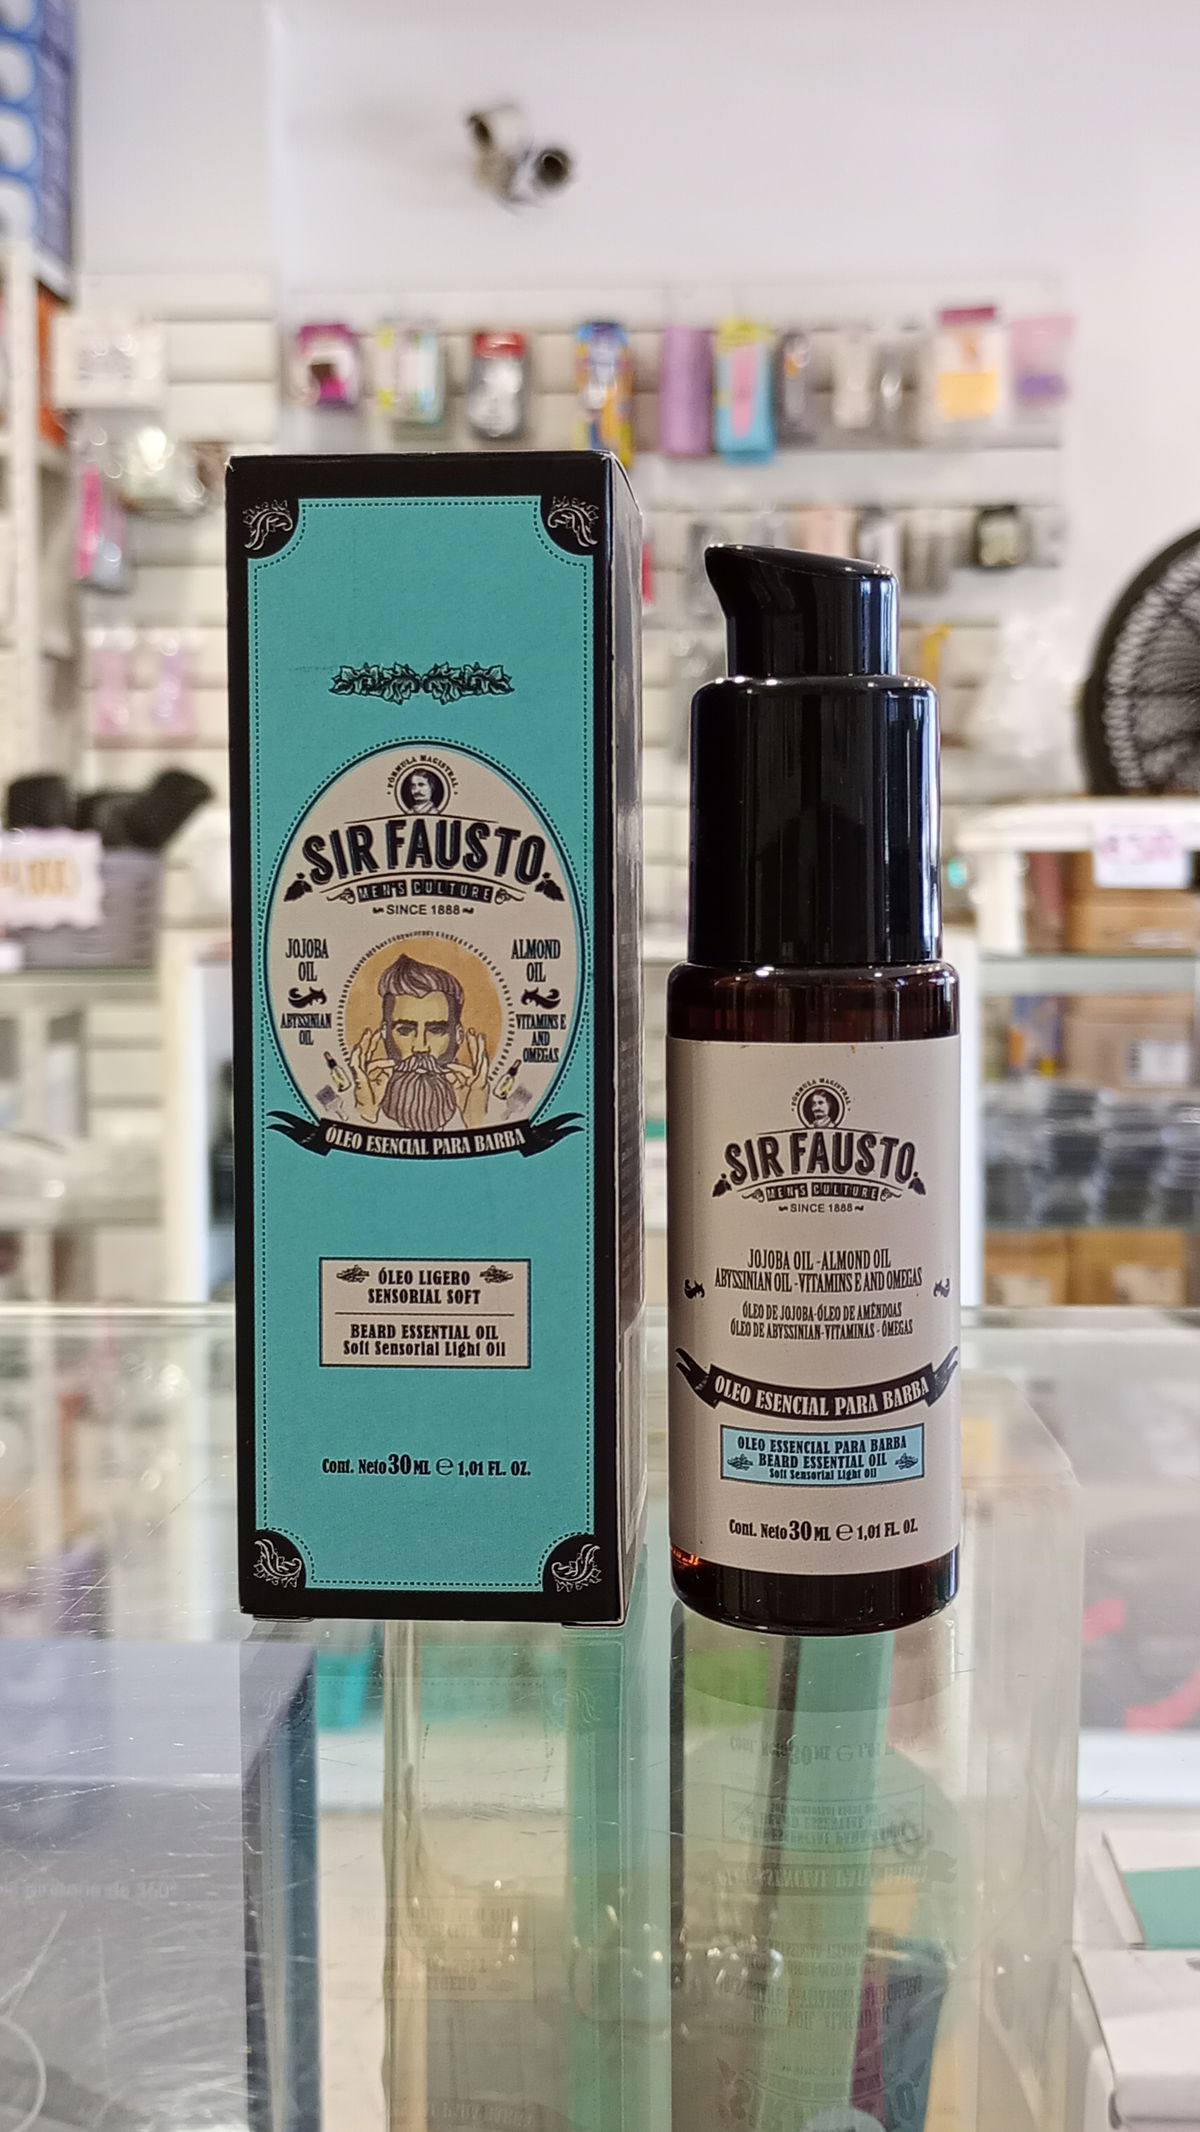 FÓRMULA MAGISTRAL
SIR FAUSTO
MEN'S CULTURE
SINCE 1888
JOJOBA
OIL
ABYSSINIAN
OIL
ALMOND
OIL
VITAMINS E
AND
OMEGAS
ÓLEO ESENCIAL PARA BARBA
ÓLEO LIGERO
SENSORIAL SOFT
BEARD ESSENTIAL OIL
Soft Sensorial Light Oil
Cont. Neto 30 ML ℮ 1,01 FL. OZ.
FÓRMULA MAGISTRAL
SIR FAUSTO
MEN'S CULTURE
SINCE 1888
JOJOBA OIL -ALMOND OIL
ABYSSINIAN OIL -VITAMINS E AND OMEGAS
ÓLEO DE JOJOBA-ÓLEO DE AMÊNDOAS
ÓLEO DE ABYSSINIAN-VITAMINAS - ÔMEGAS
OLEO ESENCIAL PARA BARBA
OLEO ESSENCIAL PARA BARBA
BEARD ESSENTIAL OIL
Soft Sensorial Light Oil
Cont. Neto 30 ML ℮ 1,01 FL. OZ.